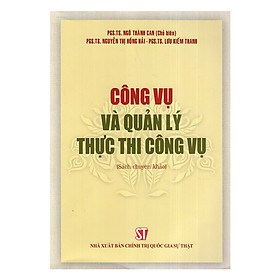 PGS.TS. NGÔ THÀNH CAN (Chủ biên)
PGS.TS. NGUYỄN THỊ HỒNG HẢI - PGS.TS. LƯU KIẾM THANH
CÔNG VỤ
VÀ QUẢN LÝ
THỰC THI CÔNG VỤ
(Sách chuyên khảo)
ST
NHÀ XUẤT BẢN CHÍNH TRỊ QUỐC GIA SỰ THẬT